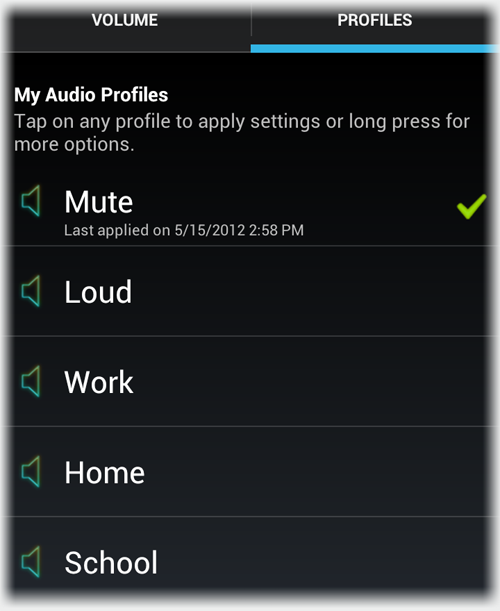 VOLUME PROFILES
My Audio Profiles
Tap on any profile to apply settings or long press for
more options.
Mute
Last applied on 5/15/2012 2:58 PM
Loud
Work
Home
School